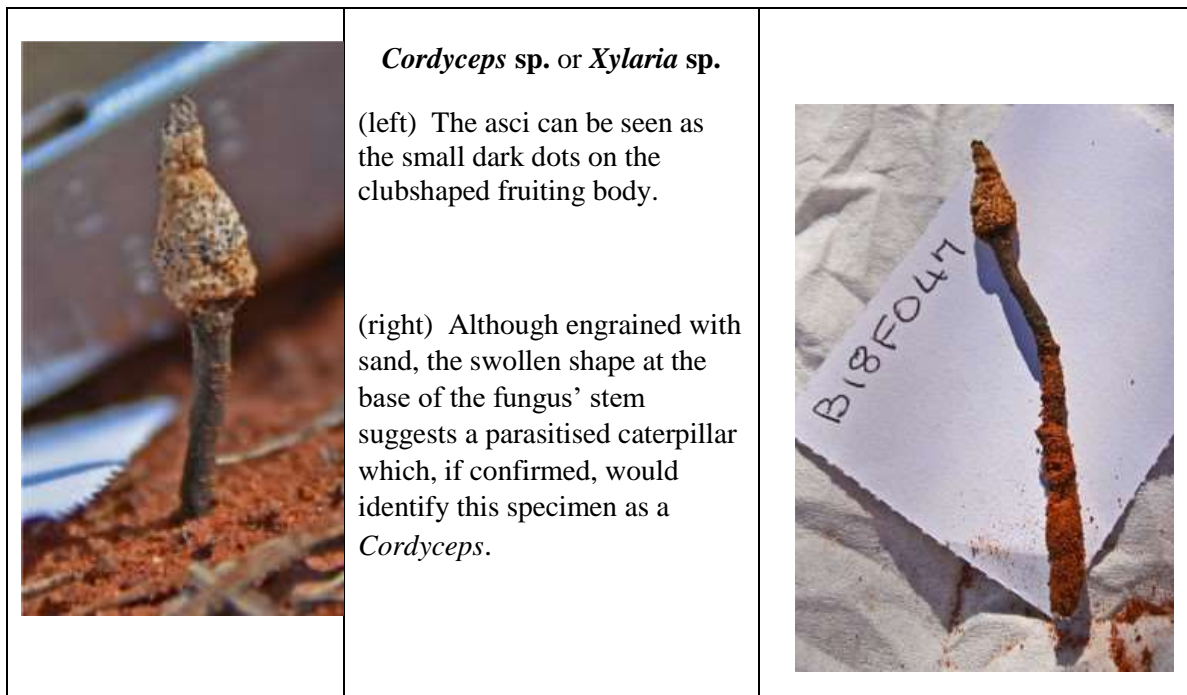 Cordyceps sp. or Xylaria sp.
(left) The asci can be seen as
the small dark dots on the
clubshaped fruiting body.
(right) Although engrained with
sand, the swollen shape at the
base of the fungus’ stem
suggests a parasitised caterpillar
which, if confirmed, would
identify this specimen as a
Cordyceps.
B18F047